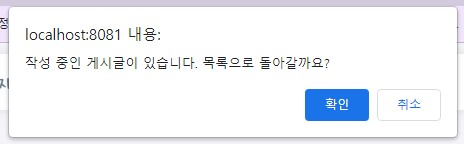 정
localhost:8081 내용:
작성 중인 게시글이 있습니다. 목록으로 돌아갈까요?
확인
취소